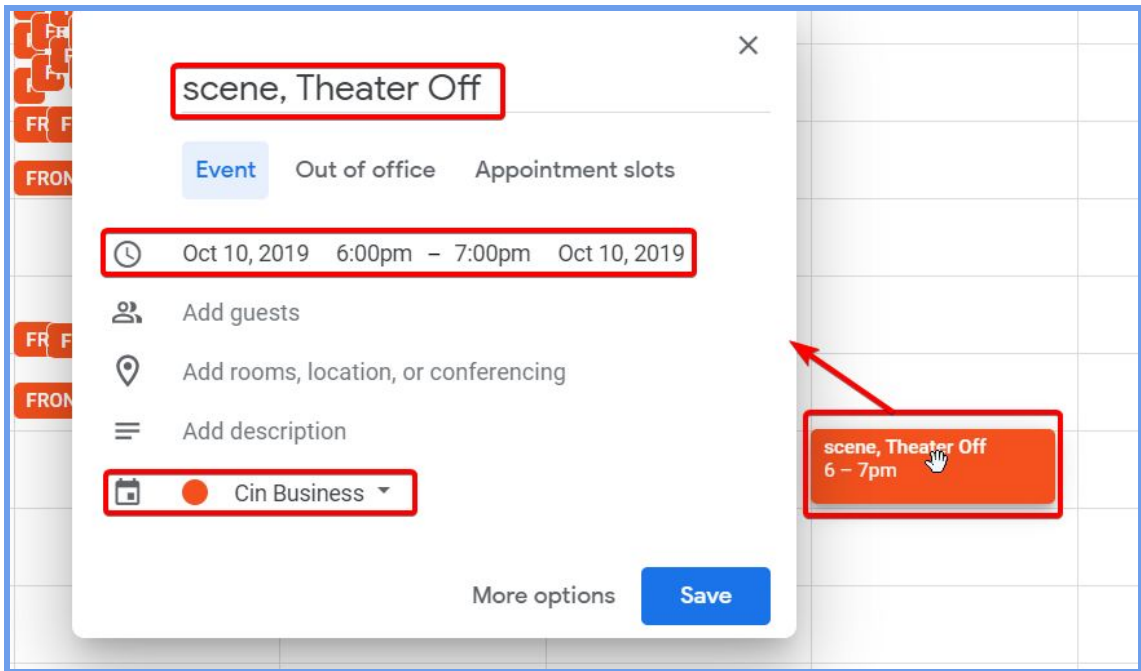 scene, Theater Off
Event Out of office Appointment slots
Oct 10, 2019 6:00pm – 7:00pm Oct 10, 2019
Add guests
Add rooms, location, or conferencing
Add description
Cin Business
More options Save
FR F
FRON
FR F
FRON
scene, Theater Off
6 – 7pm